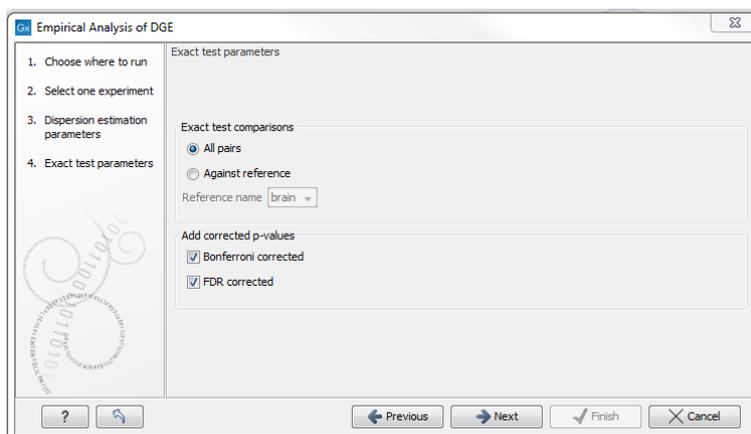 Gx Empirical Analysis of DGE
1. Choose where to run
2. Select one experiment
3. Dispersion estimation
parameters
4. Exact test parameters
Exact test parameters
Exact test comparisons
All pairs
Against reference
Reference name brain
Add corrected p-values
Bonferroni corrected
FDR corrected
?
Previous
Next
Finish
Cancel